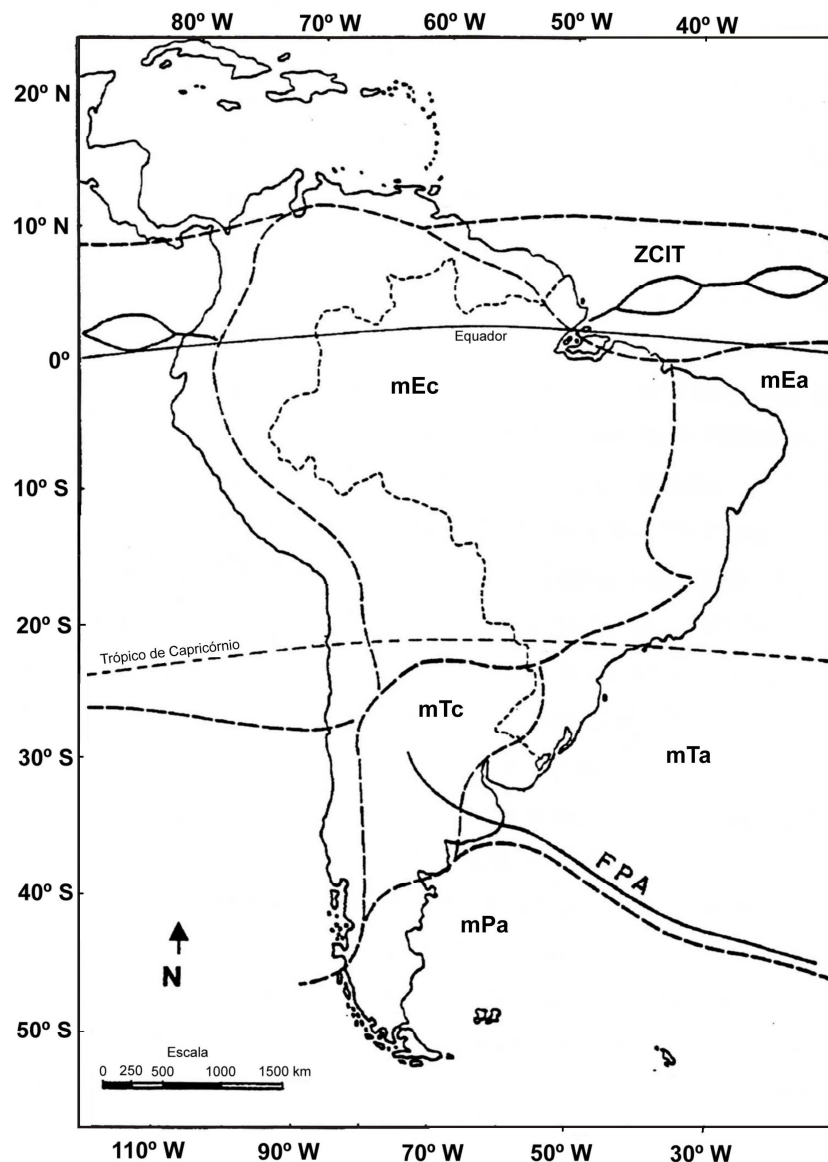 80º W 70º W 60º W 50º W 40º W
20º N
10º N
ZCIT
Equador
0º
mEc
mEa
10º S
20º S
Trópico de Capricórnio
mTc
30º S
mTa
FPA
40º S
mPa
N
50º S
Escala
0 250 500 1000 1500 km
110º W 90º W 70º W 50º W 30º W